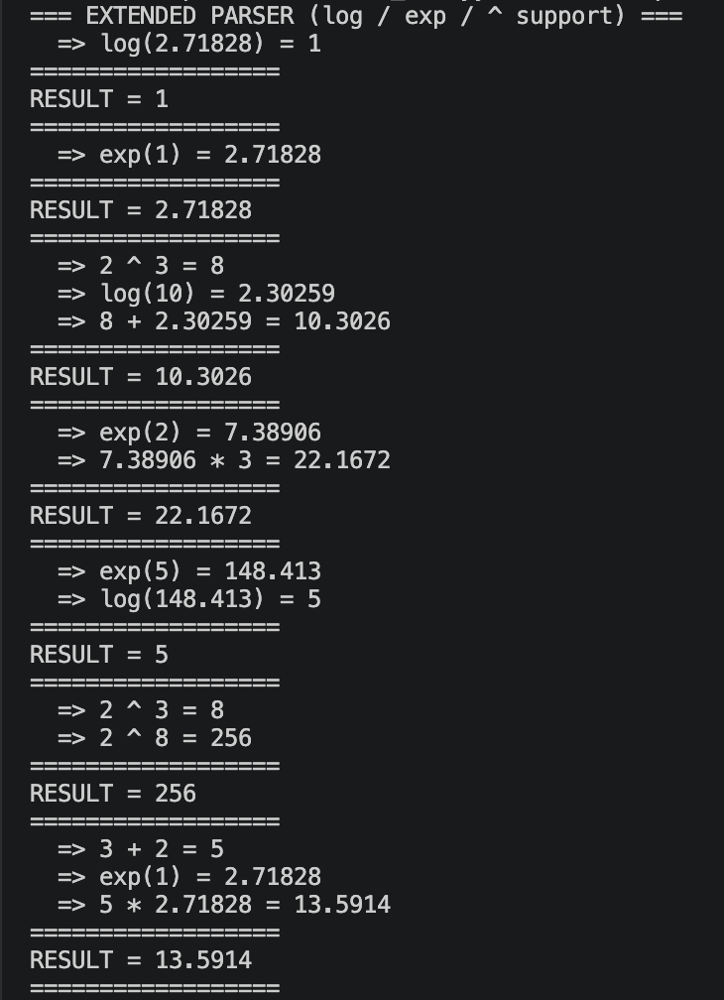 === EXTENDED PARSER (log / exp / ^ support) ===
  => log(2.71828) = 1
==================
RESULT = 1
==================
  => exp(1) = 2.71828
==================
RESULT = 2.71828
==================
  => 2 ^ 3 = 8
  => log(10) = 2.30259
  => 8 + 2.30259 = 10.3026
==================
RESULT = 10.3026
==================
  => exp(2) = 7.38906
  => 7.38906 * 3 = 22.1672
==================
RESULT = 22.1672
==================
  => exp(5) = 148.413
  => log(148.413) = 5
==================
RESULT = 5
==================
  => 2 ^ 3 = 8
  => 2 ^ 8 = 256
==================
RESULT = 256
==================
  => 3 + 2 = 5
  => exp(1) = 2.71828
  => 5 * 2.71828 = 13.5914
==================
RESULT = 13.5914
==================